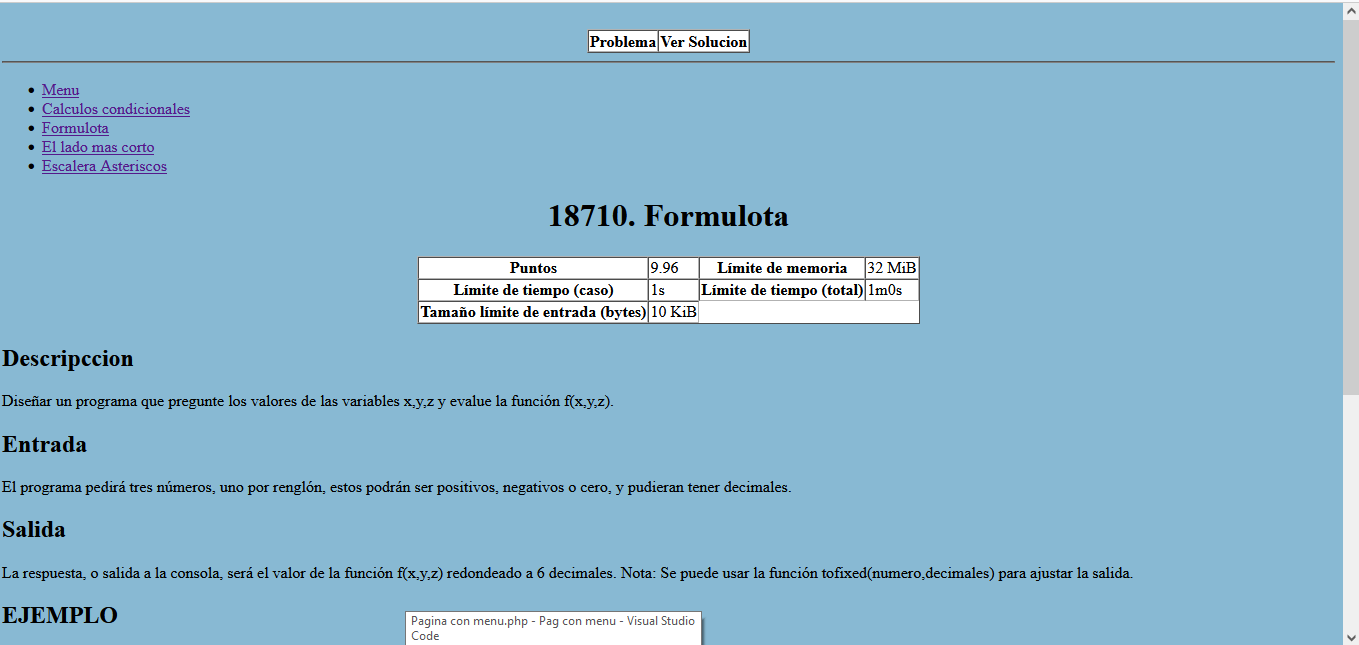 Problema Ver Solucion
Menu
Calculos condicionales
Formulota
El lado mas corto
Escalera Asteriscos
18710. Formulota
Puntos 9.96 Límite de memoria 32 MiB
Límite de tiempo (caso) 1s Límite de tiempo (total) 1m0s
Tamaño límite de entrada (bytes) 10 KiB
Descripccion
Diseñar un programa que pregunte los valores de las variables x,y,z y evalue la función f(x,y,z).
Entrada
El programa pedirá tres números, uno por renglón, estos podrán ser positivos, negativos o cero, y pudieran tener decimales.
Salida
La respuesta, o salida a la consola, será el valor de la función f(x,y,z) redondeado a 6 decimales. Nota: Se puede usar la función tofixed(numero,decimales) para ajustar la salida.
EJEMPLO
Pagina con menu.php - Pag con menu - Visual Studio
Code